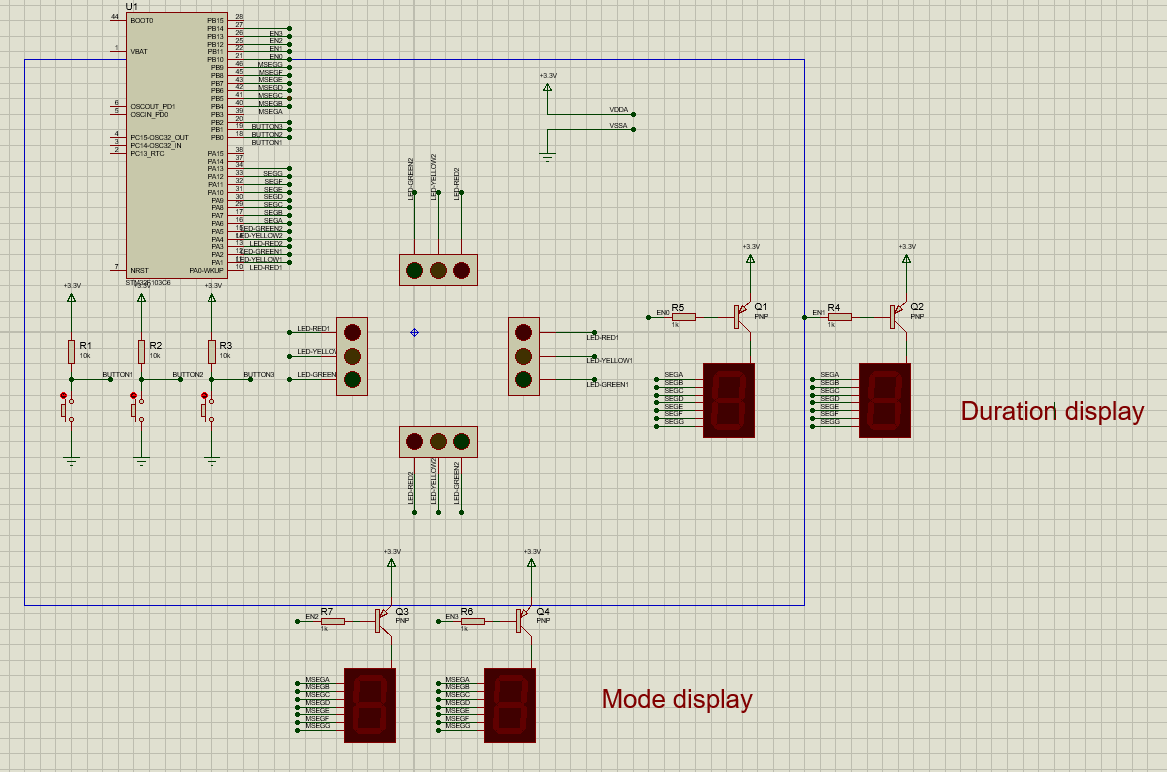 U1
44 BOOT0
1 VBAT
6 OSCOUT_PD1
5 OSCIN_PD0
4 PC15-OSC32_OUT
3 PC14-OSC32_IN
2 PC13_RTC
7 NRST
PB15 28
PB14 27
PB13 26
PB12 25
PB11 22
PB10 21
PB9 46
PB8 45
PB7 43
PB6 42
PB5 41
PB4 40
PB3 39
PB2 20
PB1 19
PB0 18
PA15 38
PA14 37
PA13 34
PA12 33
PA11 32
PA10 31
PA9 30
PA8 29
PA7 17
PA6 16
PA5
PA4
PA3 13
PA2
PA1
PA0-WKUP 10
EN3
EN2
EN1
EN0
MSEGG
MSEGF
MSEGE
MSEGD
MSEGC
MSEGB
MSEGA
BUTTON3
BUTTON2
BUTTON1
SEGG
SEGF
SEGE
SEGD
SEGC
SEGB
SEGA
LED-GREEN2
LED-YELLOW2
LED-RED2
LED-GREEN1
LED-YELLOW1
LED-RED1
+3.3V
VDDA
VSSA
LED-GREEN2
LED-YELLOW2
LED-RED2
+3.3V
+3.3V
R1
10k
R2
10k
R3
10k
BUTTON1
BUTTON2
BUTTON3
LED-RED1
LED-YELLO
LED-GREEN
LED-RED1
LED-YELLOW1
LED-GREEN1
LED-RED2
LED-YELLOW2
LED-GREEN2
+3.3V
EN0
R5
1k
Q1
PNP
SEGA
SEGB
SEGC
SEGD
SEGE
SEGF
SEGG
+3.3V
EN1
R4
1k
Q2
PNP
SEGA
SEGB
SEGC
SEGD
SEGE
SEGF
SEGG
Duration display
+3.3V
EN2
R7
1k
Q3
PNP
MSEGA
MSEGB
MSEGC
MSEGD
MSEGE
MSEGF
MSEGG
+3.3V
EN3
R6
1k
Q4
PNP
MSEGA
MSEGB
MSEGC
MSEGD
MSEGE
MSEGF
MSEGG
Mode display